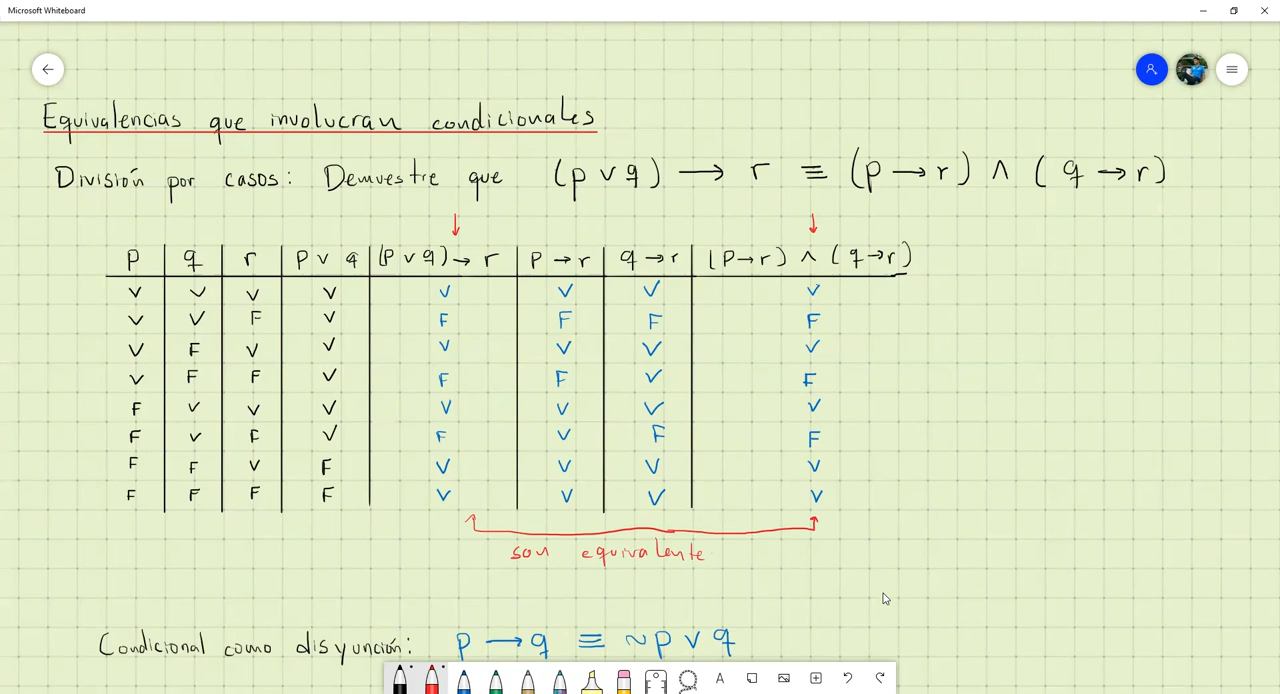 Microsoft Whiteboard
Equivalencias que involucran condicionales
División por casos: Demuestre que (p ∨ q) → r ≡ (p → r) ∧ (q → r)
p q r p ∨ q (p ∨ q) → r p → r q → r (p → r) ∧ (q → r)
V V V V V V V V
V V F V F F F F
V F V V V V V V
V F F V F F V F
F V V V V V V V
F V F V F V F F
F F V F V V V V
F F F F V V V V
son equivalente
Condicional como disyunción: p → q ≡ ~p ∨ q